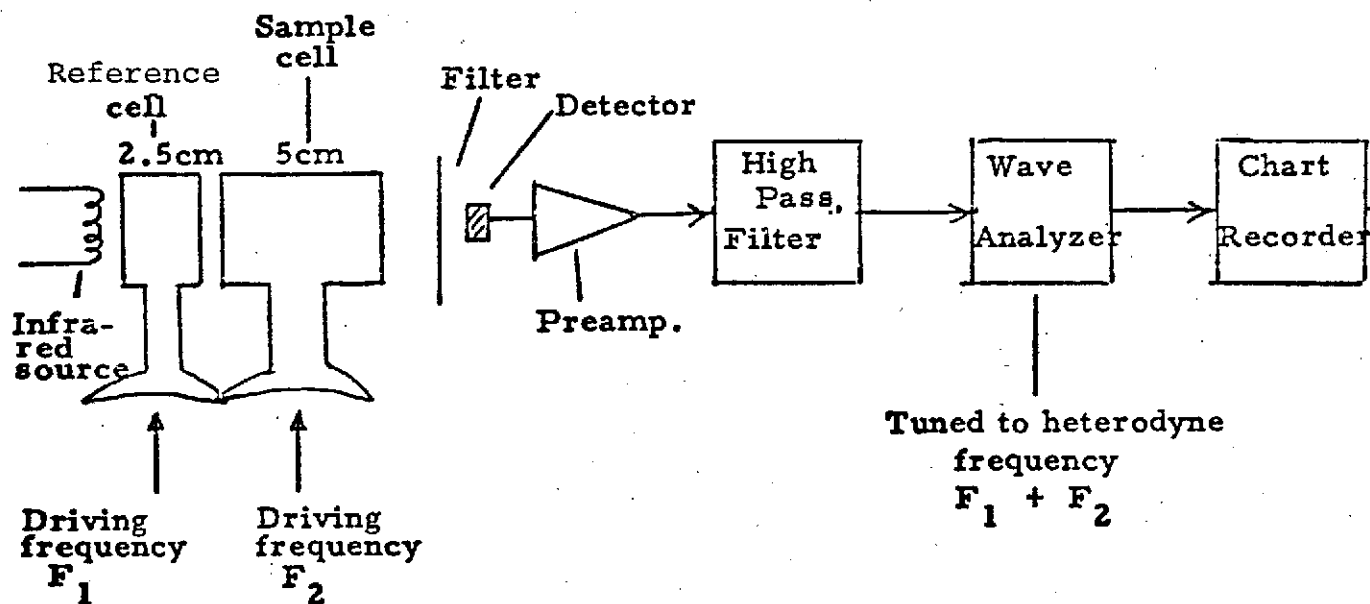 Sample
cell
Reference
cell
2.5cm
5cm
Filter
Detector
Infra-
red
source
Preamp.
High
Pass.
Filter
Wave
Analyzer
Chart
Recorder
Tuned to heterodyne
frequency
F1 + F2
Driving
frequency
F1
Driving
frequency
F2